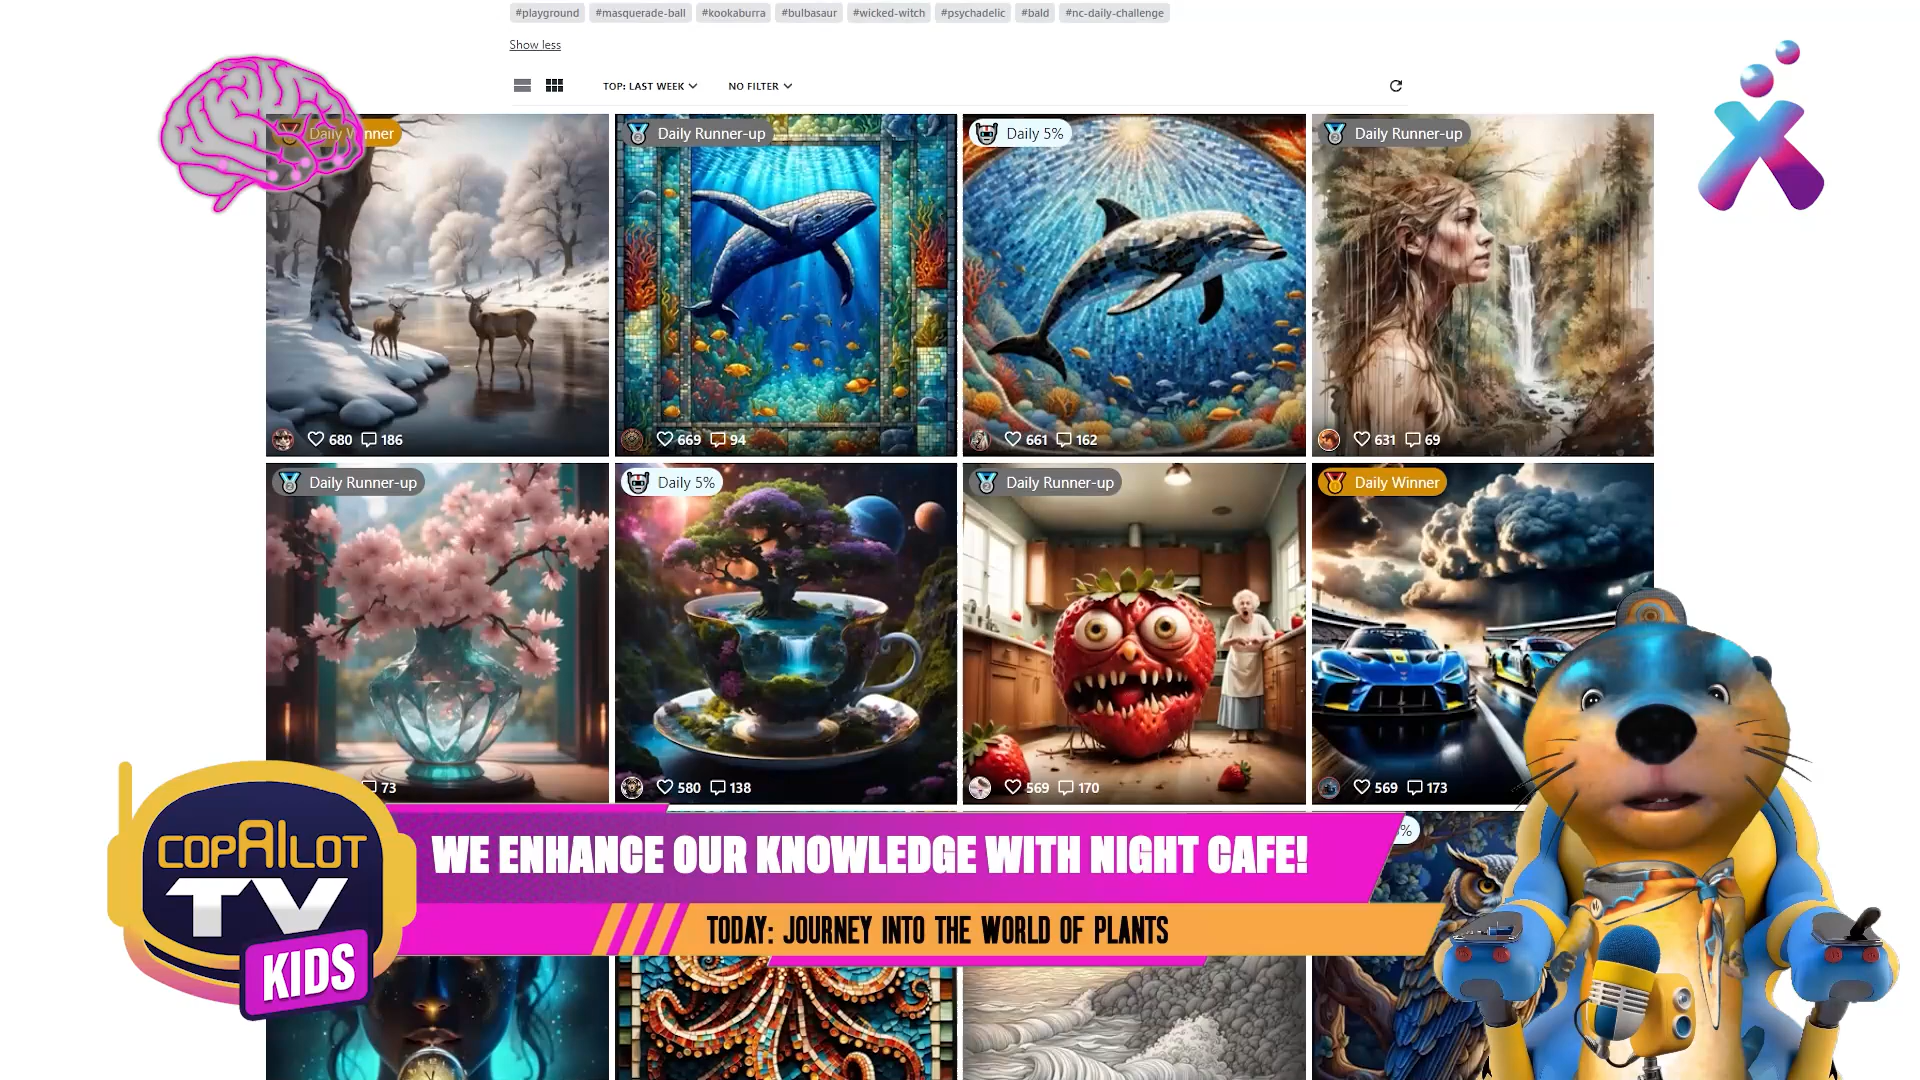 #playground #masquerade-ball #kookaburra #bulbasaur #wicked-witch #psychadelic #bald #nc-daily-challenge
Show less
TOP: LAST WEEK NO FILTER
Daily Winner
Daily Runner-up
Daily 5%
Daily Runner-up
680 186
669 94
661 162
631 69
Daily Runner-up
Daily 5%
Daily Runner-up
Daily Winner
73
580 138
569 170
569 173
%
COPAILOT
TV
KIDS
WE ENHANCE OUR KNOWLEDGE WITH NIGHT CAFE!
TODAY: JOURNEY INTO THE WORLD OF PLANTS